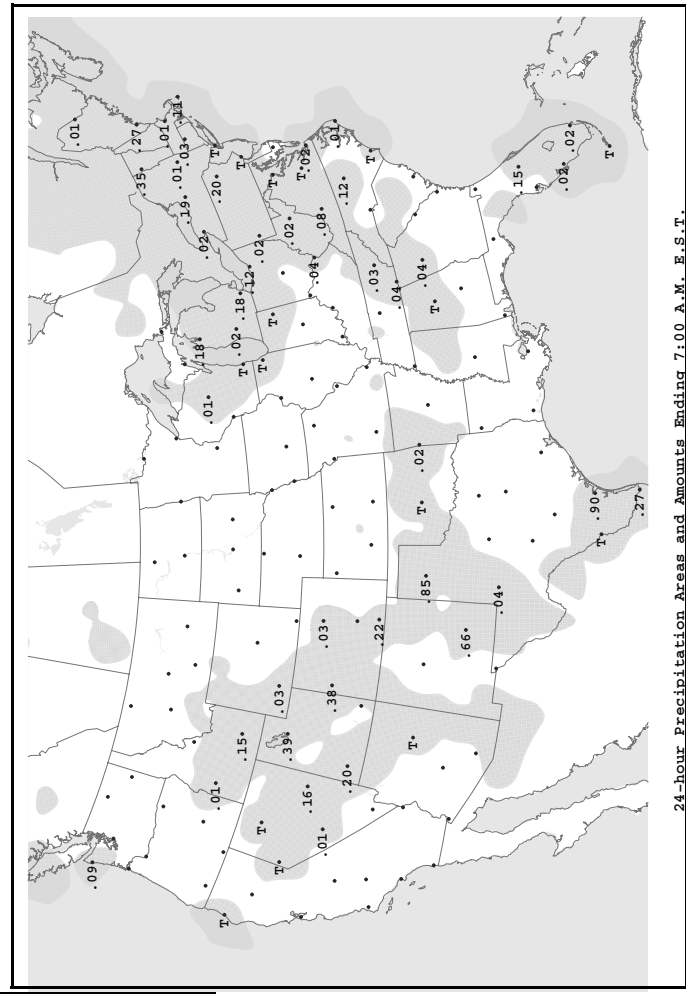 .01
.09
.27
.35
.01
.01
.11
.03
.19
.18
.02
.01
.01
T
.20
T
.02
.15
.18
T
T
.12
.02
T
T
T
T
.03
T
.39
.02
T
.02
.16
.04
.08
.01
.03
.38
.01
.12
.20
T
.03
.22
.04
T
.02
.04
T
.85
T
.66
.04
.15
.02
.02
.90
T
T
.27
24-hour Precipitation Areas and Amounts Ending 7:00 A.M. E.S.T.